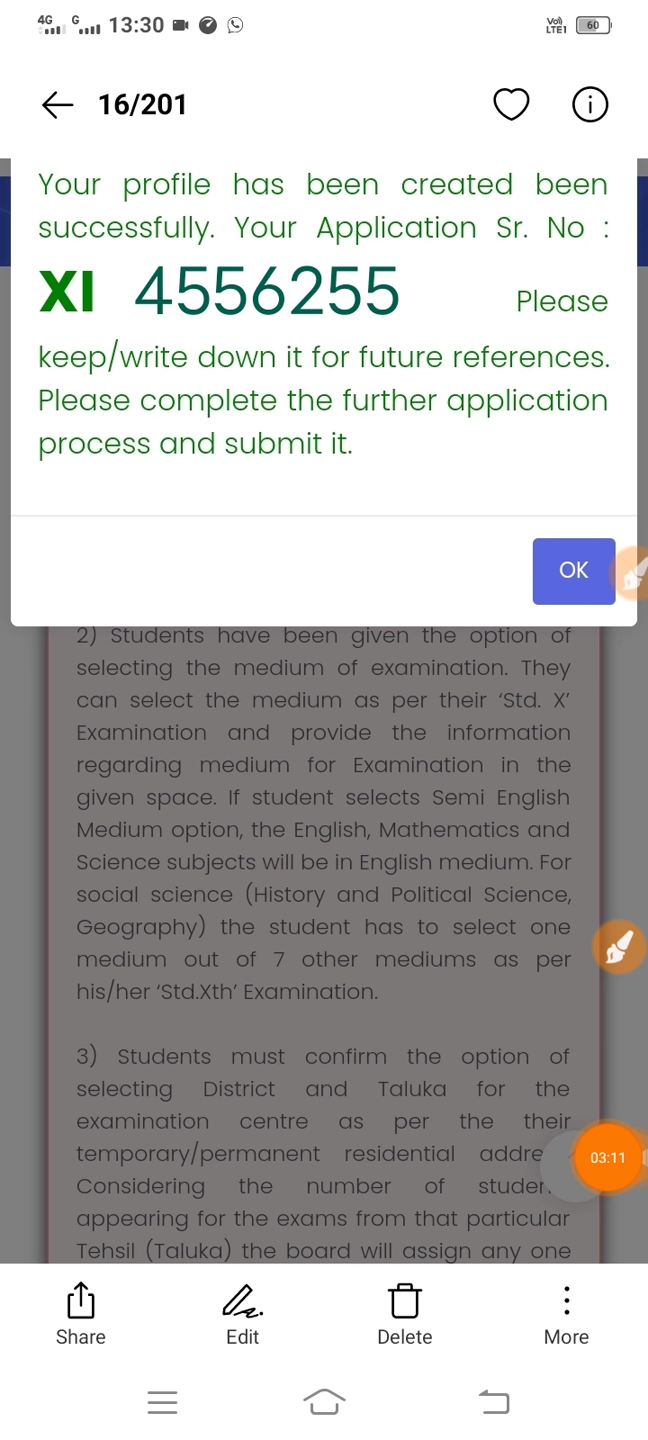 4G G 13:30 Vo) LTE1 60
16/201
Your profile has been created been
successfully. Your Application Sr. No :
XI 4556255 Please
keep/write down it for future references.
Please complete the further application
process and submit it.
OK
2) Students have been given the option of
selecting the medium of examination. They
can select the medium as per their ‘Std. X’
Examination and provide the information
regarding medium for Examination in the
given space. If student selects Semi English
Medium option, the English, Mathematics and
Science subjects will be in English medium. For
social science (History and Political Science,
Geography) the student has to select one
medium out of 7 other mediums as per
his/her ‘Std.Xth’ Examination.
3) Students must confirm the option of
selecting District and Taluka for the
examination centre as per the their
temporary/permanent residential addre
03:11
Considering the number of studen
appearing for the exams from that particular
Tehsil (Taluka) the board will assign any one
Share Edit Delete More